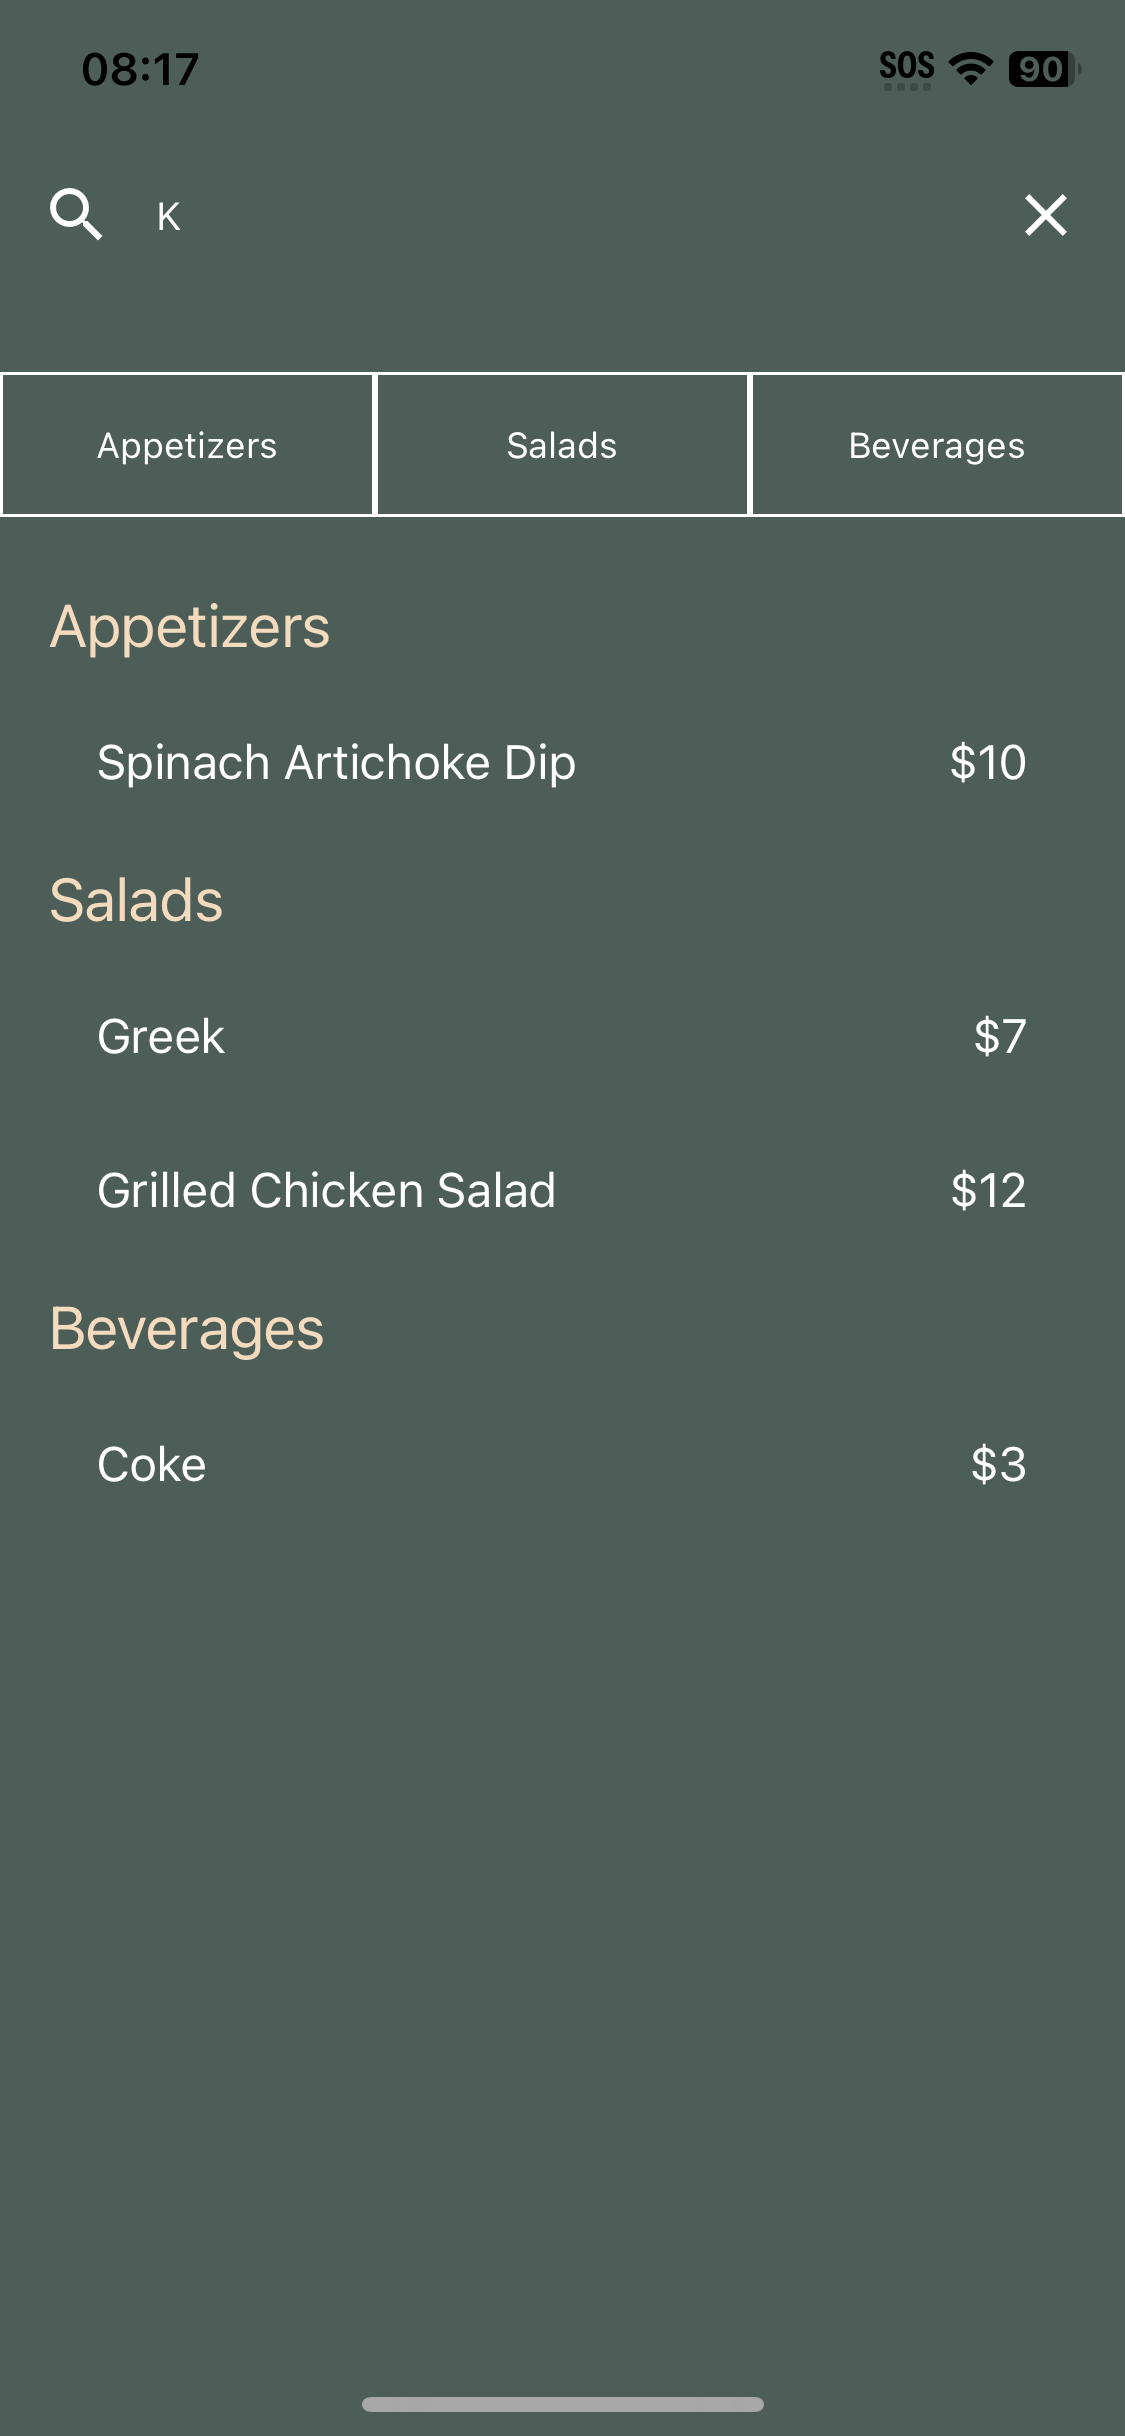 08:17 SOS 90
K
Appetizers Salads Beverages
Appetizers
Spinach Artichoke Dip $10
Salads
Greek $7
Grilled Chicken Salad $12
Beverages
Coke $3